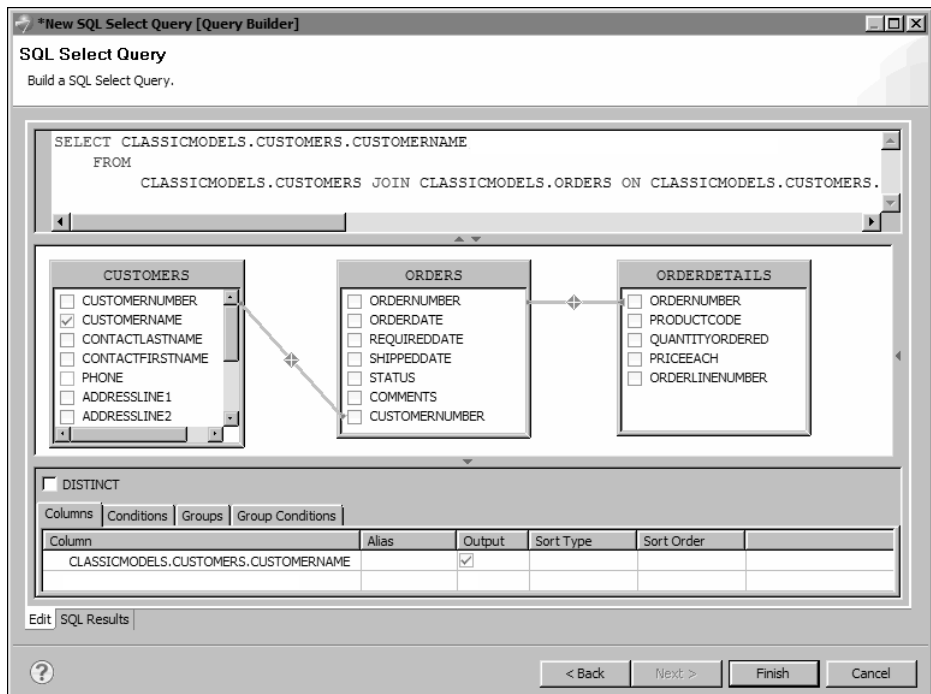 *New SQL Select Query [Query Builder]
SQL Select Query
Build a SQL Select Query.
SELECT CLASSICMODELS.CUSTOMERS.CUSTOMERNAME
FROM
CLASSICMODELS.CUSTOMERS JOIN CLASSICMODELS.ORDERS ON CLASSICMODELS.CUSTOMERS.
CUSTOMERS
CUSTOMERNUMBER
CUSTOMERNAME
CONTACTLASTNAME
CONTACTFIRSTNAME
PHONE
ADDRESSLINE1
ADDRESSLINE2
ORDERS
ORDERNUMBER
ORDERDATE
REQUIREDDATE
SHIPPEDDATE
STATUS
COMMENTS
CUSTOMERNUMBER
ORDERDETAILS
ORDERNUMBER
PRODUCTCODE
QUANTITYORDERED
PRICEEACH
ORDERLINENUMBER
DISTINCT
Columns Conditions Groups Group Conditions
Column Alias Output Sort Type Sort Order
CLASSICMODELS.CUSTOMERS.CUSTOMERNAME
Edit SQL Results
? < Back Next > Finish Cancel